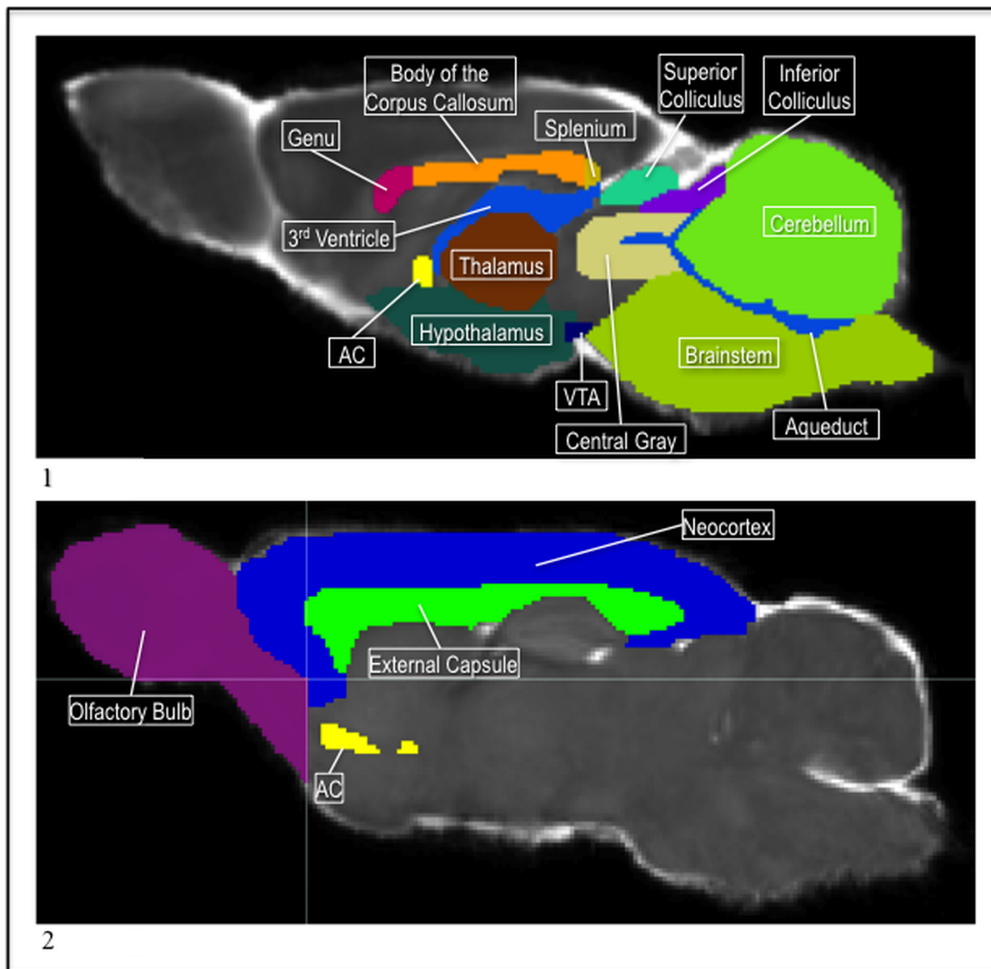 Body of the
Corpus Callosum
Superior
Colliculus
Inferior
Colliculus
Genu
Splenium
3rd Ventricle
Cerebellum
Thalamus
AC
Hypothalamus
Brainstem
VTA
Central Gray
Aqueduct
1
Neocortex
External Capsule
Olfactory Bulb
AC
2